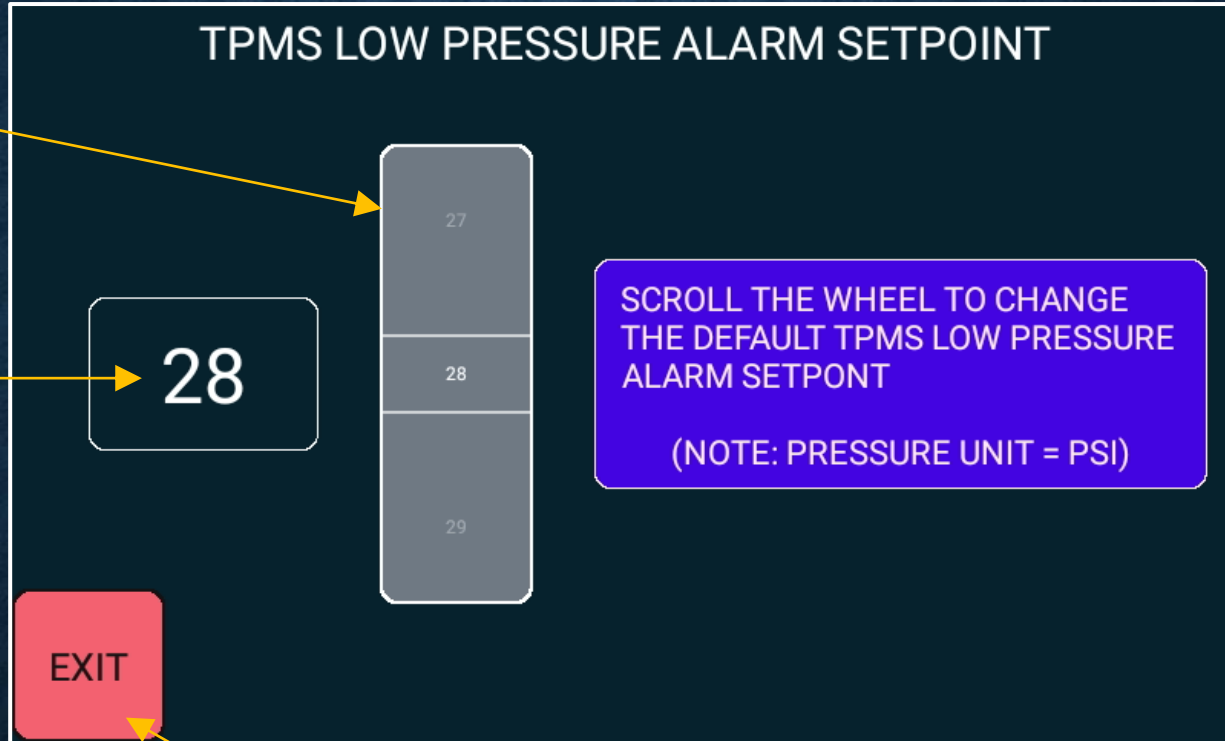 TPMS LOW PRESSURE ALARM SETPOINT
27
28
28
29
SCROLL THE WHEEL TO CHANGE
THE DEFAULT TPMS LOW PRESSURE
ALARM SETPONT
(NOTE: PRESSURE UNIT = PSI)
EXIT